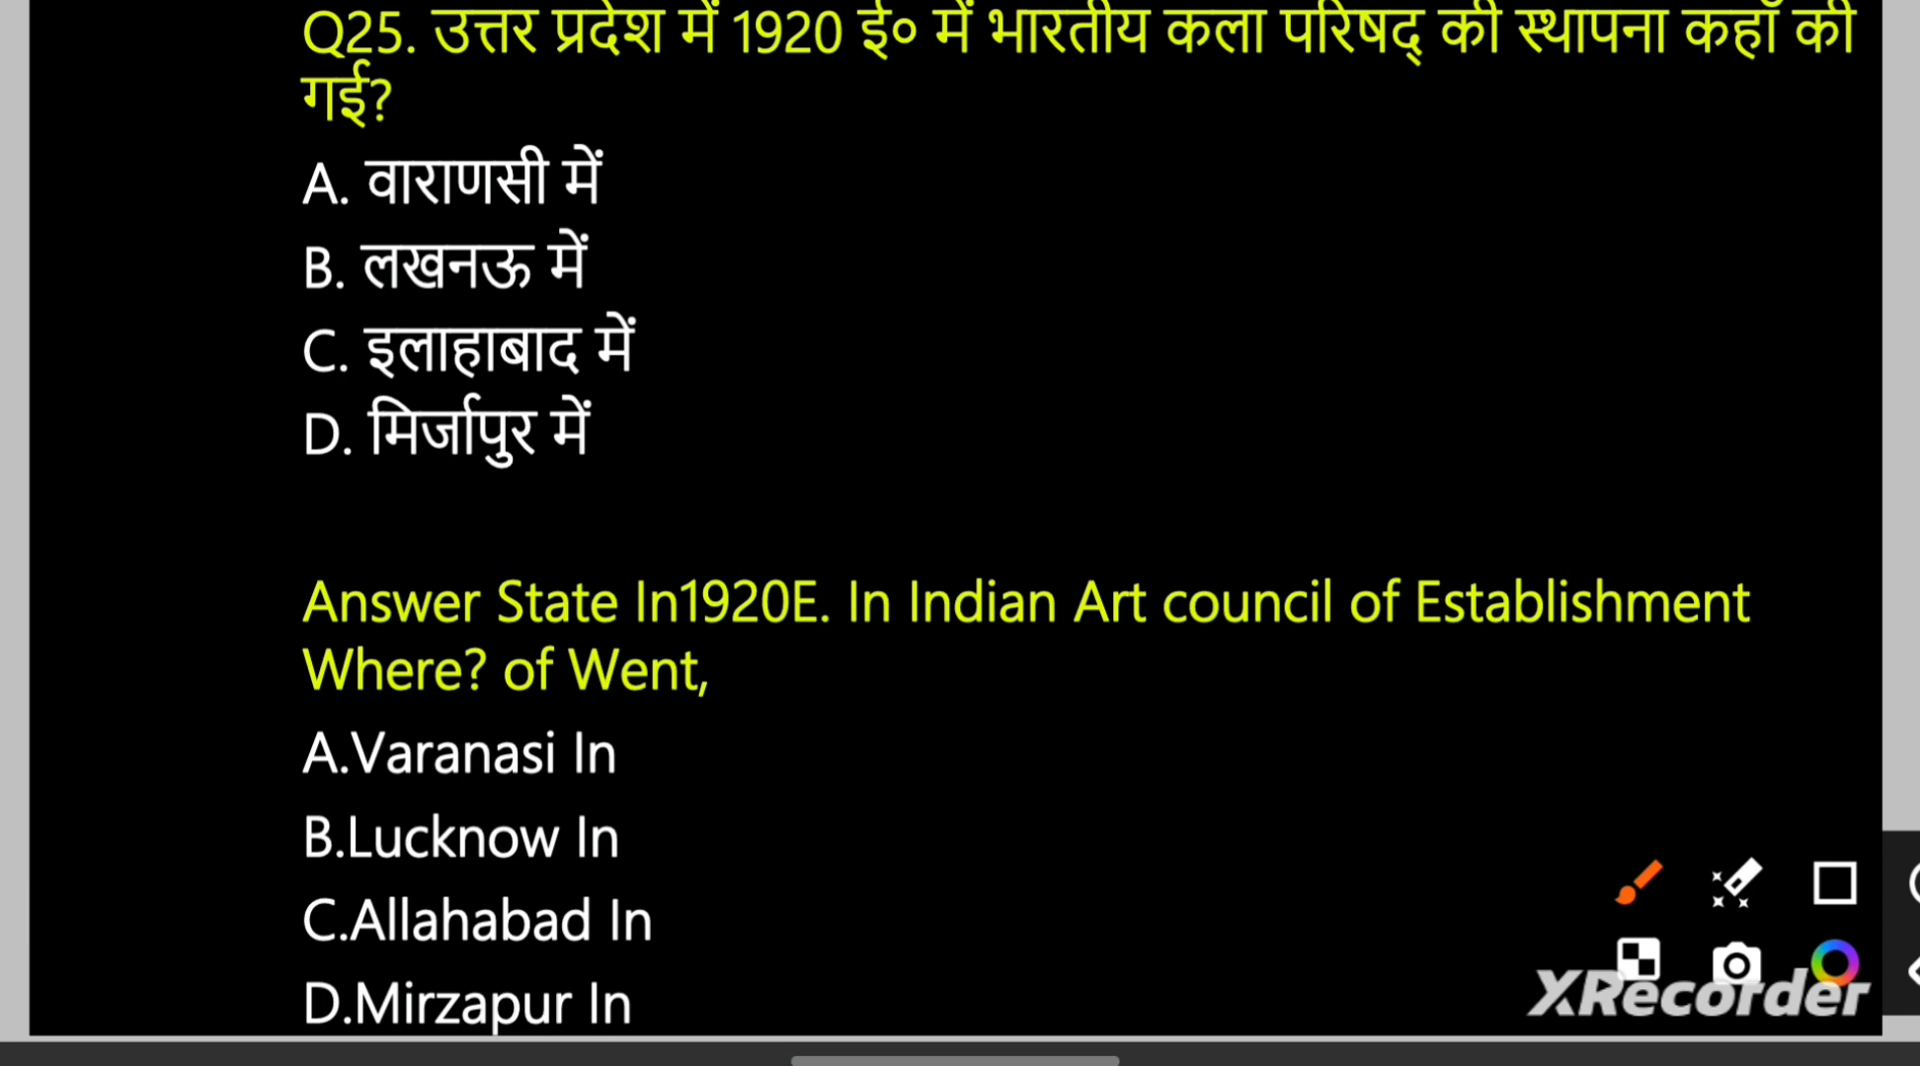 Q25. उत्तर प्रदेश में 1920 ई० में भारतीय कला परिषद् की स्थापना कहाँ की
गई?
A. वाराणसी में
B. लखनऊ में
C. इलाहाबाद में
D. मिर्जापुर में
Answer State In1920E. In Indian Art council of Establishment
Where? of Went,
A.Varanasi In
B.Lucknow In
C.Allahabad In
D.Mirzapur In
XRecorder